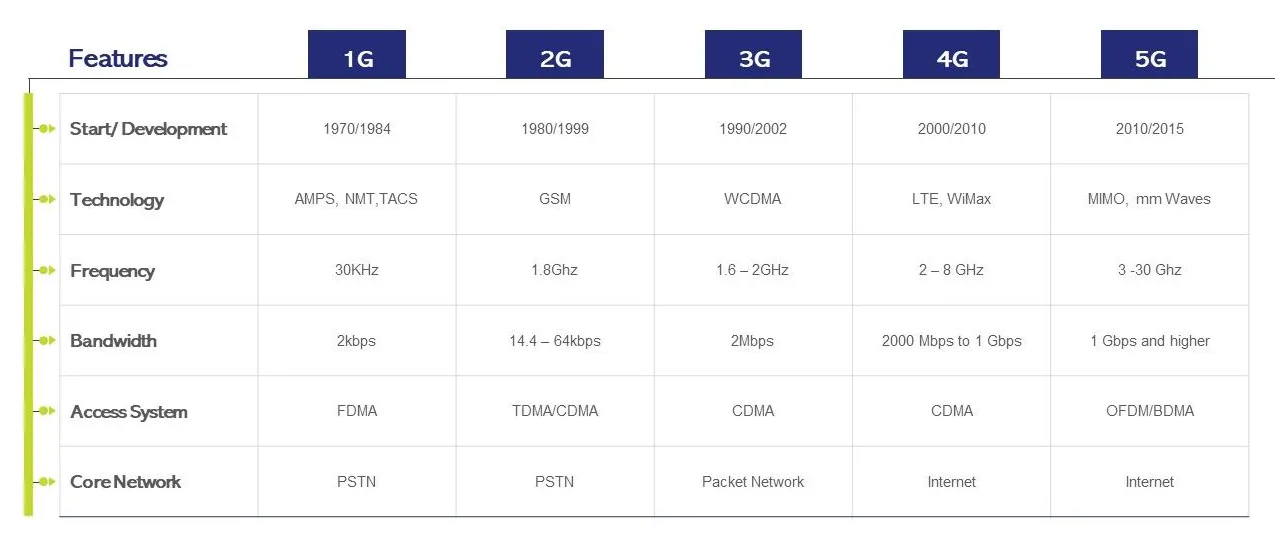 Features 1G 2G 3G 4G 5G
Start/ Development 1970/1984 1980/1999 1990/2002 2000/2010 2010/2015
Technology AMPS, NMT,TACS GSM WCDMA LTE, WiMax MIMO, mm Waves
Frequency 30KHz 1.8Ghz 1.6 – 2GHz 2 – 8 GHz 3 -30 Ghz
Bandwidth 2kbps 14.4 – 64kbps 2Mbps 2000 Mbps to 1 Gbps 1 Gbps and higher
Access System FDMA TDMA/CDMA CDMA CDMA OFDM/BDMA
Core Network PSTN PSTN Packet Network Internet Internet